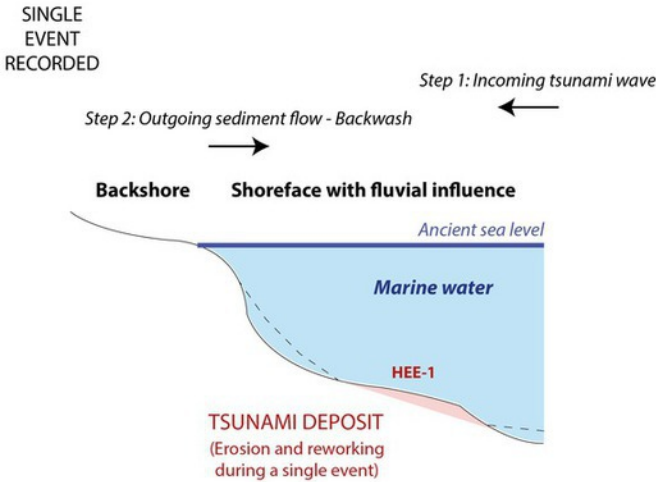 SINGLE
EVENT
RECORDED
Step 1: Incoming tsunami wave
Step 2: Outgoing sediment flow - Backwash
Backshore
Shoreface with fluvial influence
Ancient sea level
Marine water
HEE-1
TSUNAMI DEPOSIT
(Erosion and reworking
during a single event)